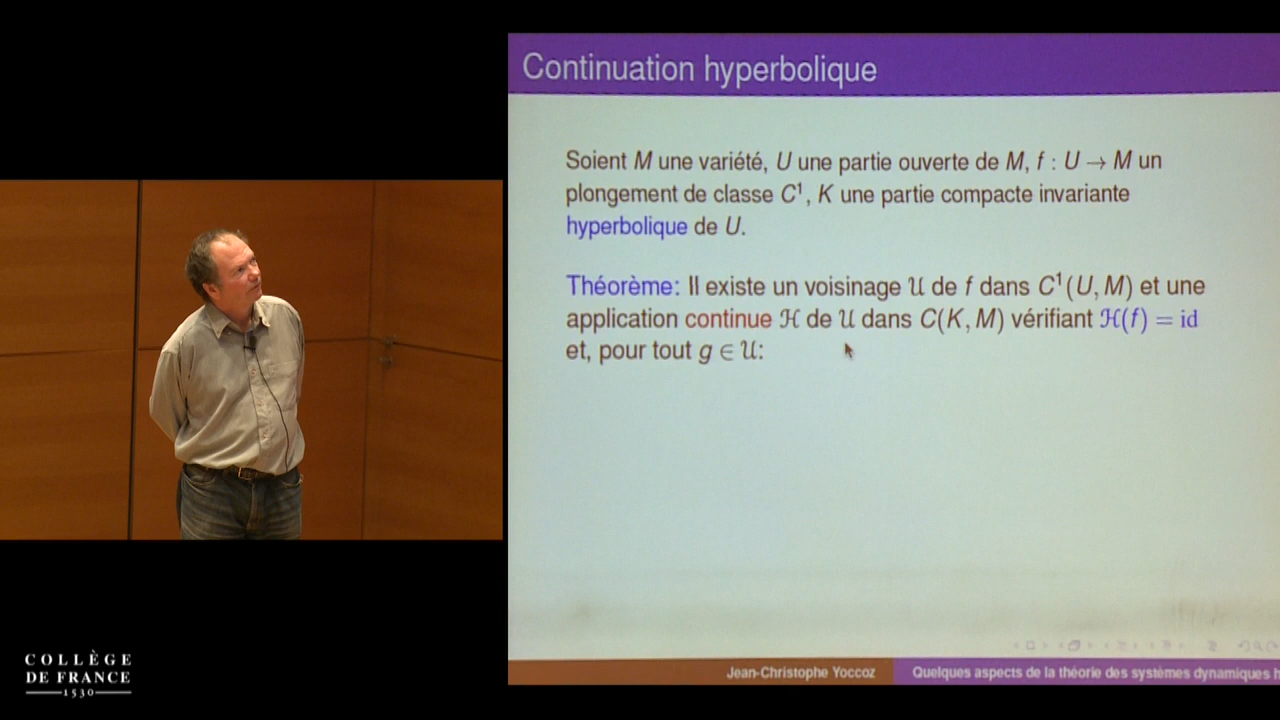 Continuation hyperbolique
Soient M une variété, U une partie ouverte de M, f : U → M un
plongement de classe C¹, K une partie compacte invariante
hyperbolique de U.
Théorème: Il existe un voisinage 𝒰 de f dans C¹(U, M) et une
application continue ℋ de 𝒰 dans C(K, M) vérifiant ℋ(f) = id
et, pour tout g ∈ 𝒰:
Jean-Christophe Yoccoz
Quelques aspects de la théorie des systèmes dynamiques h
COLLÈGE
DE FRANCE
1530